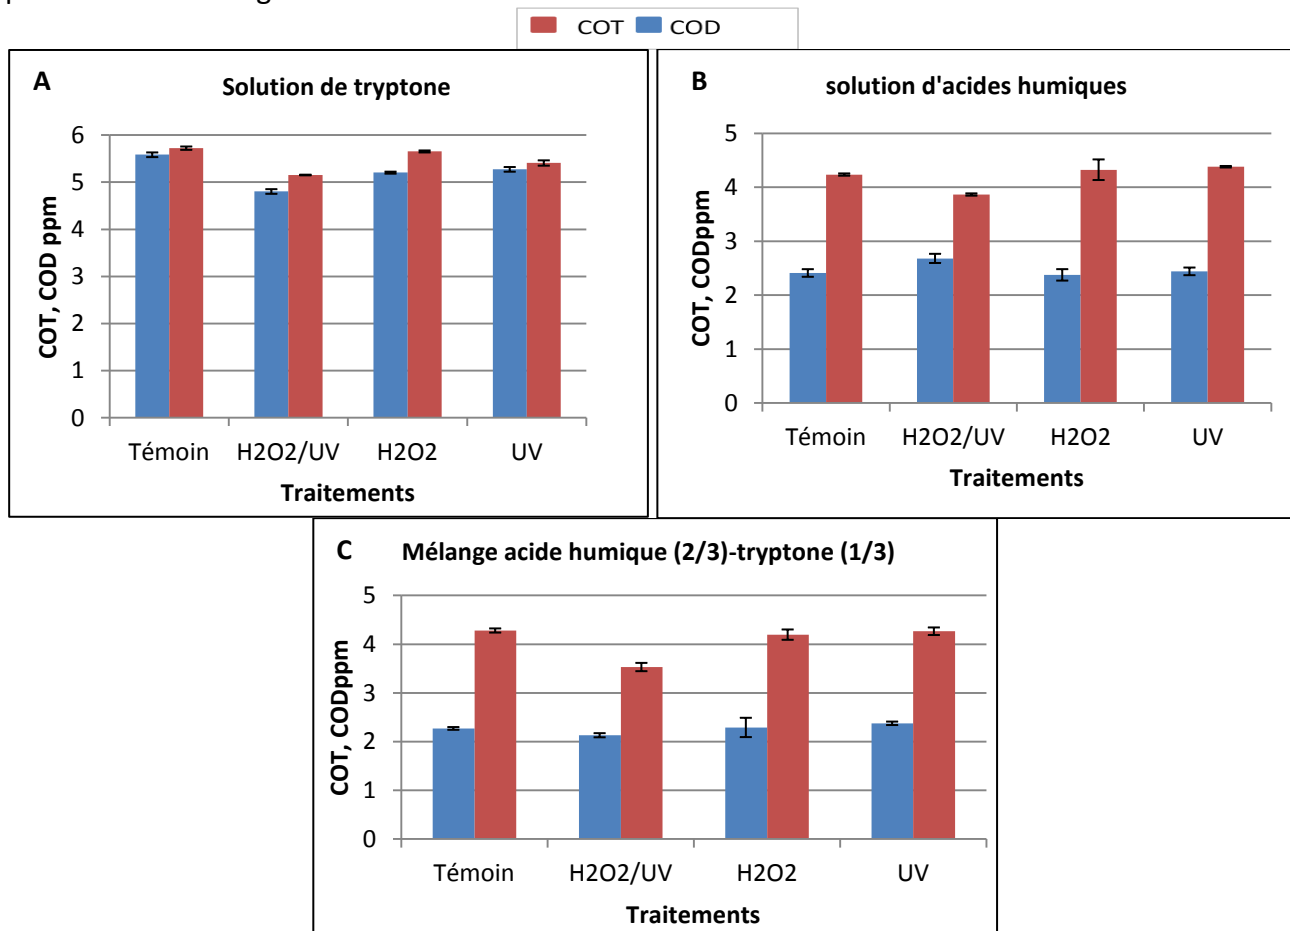 COT COD
A
Solution de tryptone
COT, COD ppm
6
5
4
3
2
1
0
Témoin H2O2/UV H2O2 UV
Traitements
B
solution d'acides humiques
COT, CODppm
5
4
3
2
1
0
Témoin H2O2/UV H2O2 UV
Traitements
C
Mélange acide humique (2/3)-tryptone (1/3)
COT, CODppm
5
4
3
2
1
0
Témoin H2O2/UV H2O2 UV
Traitements